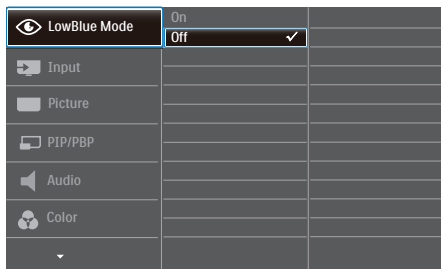 LowBlue Mode
On
Off
Input
Picture
PIP/PBP
Audio
Color